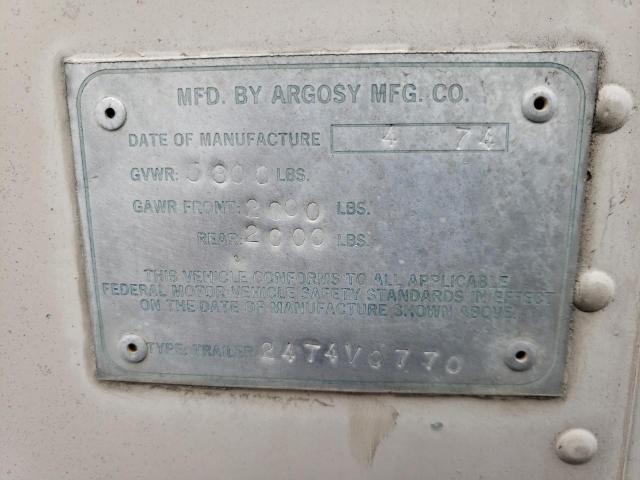 MFD. BY ARGOSY MFG. CO.
DATE OF MANUFACTURE 4 74
GVWR: LBS.
GAWR FRONT: 2000 LBS.
REAR: 2000 LBS.
THIS VEHICLE CONFORMS TO ALL APPLICABLE
FEDERAL MOTOR VEHICLE SAFETY STANDARDS IN EFFECT
ON THE DATE OF MANUFACTURE SHOWN ABOVE.
TYPE: TRAILER 2474VC770